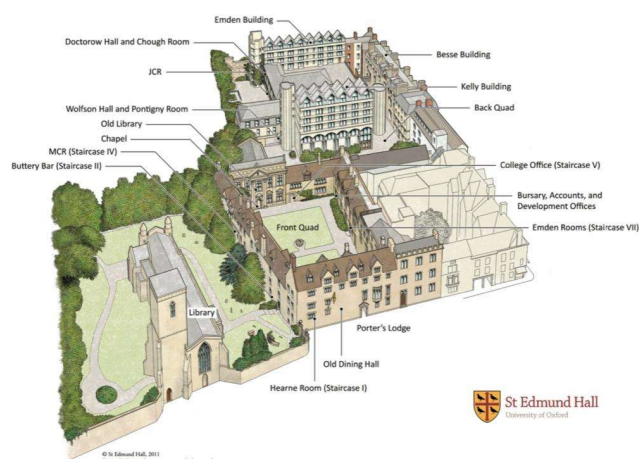 Emden Building
Doctorow Hall and Chough Room
Besse Building
JCR
Kelly Building
Wolfson Hall and Pontigny Room
Back Quad
Old Library
Chapel
MCR (Staircase IV)
Buttery Bar (Staircase II)
College Office (Staircase V)
Bursary, Accounts, and
Development Offices
Front Quad
Emden Rooms (Staircase VII)
Library
Porter's Lodge
Old Dining Hall
Hearne Room (Staircase I)
St Edmund Hall
University of Oxford
© St Edmund Hall, 2011